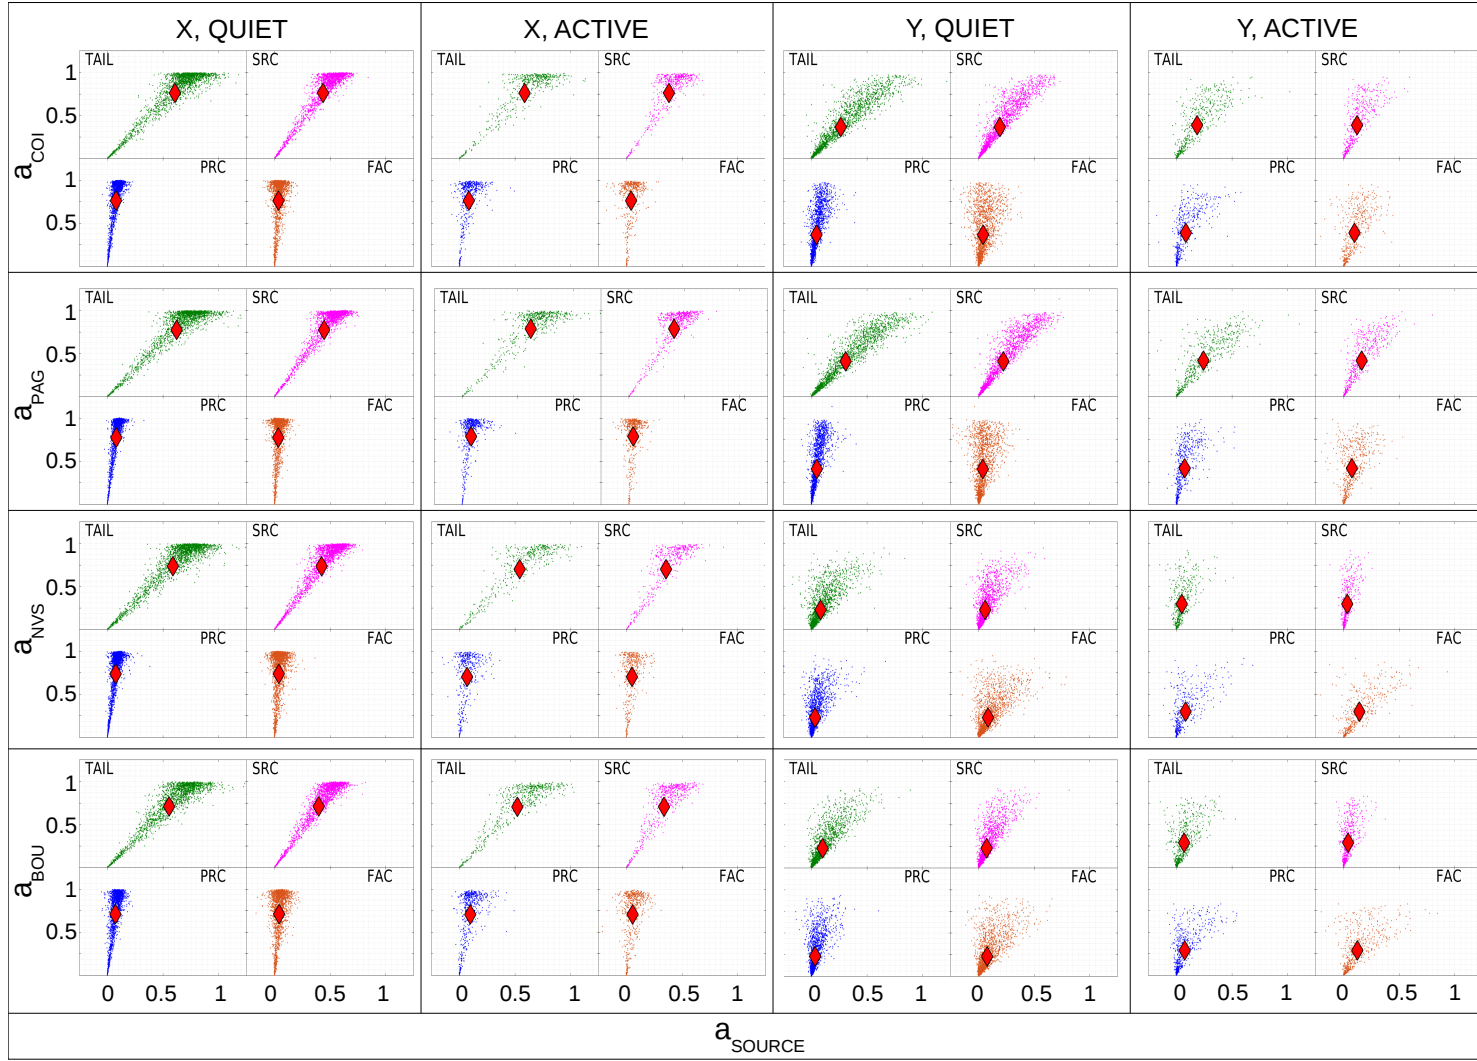 X, QUIET X, ACTIVE Y, QUIET Y, ACTIVE
TAIL SRC TAIL SRC TAIL SRC TAIL SRC
1
0.5
a_COI
PRC FAC PRC FAC PRC FAC PRC FAC
1
0.5
TAIL SRC TAIL SRC TAIL SRC TAIL SRC
1
0.5
a_PAG
PRC FAC PRC FAC PRC FAC PRC FAC
1
0.5
TAIL SRC TAIL SRC TAIL SRC TAIL SRC
1
0.5
a_NVS
PRC FAC PRC FAC PRC FAC PRC FAC
1
0.5
TAIL SRC TAIL SRC TAIL SRC TAIL SRC
1
0.5
a_BOU
PRC FAC PRC FAC PRC FAC PRC FAC
1
0.5
0 0.5 1 0 0.5 1 0 0.5 1 0 0.5 1 0 0.5 1 0 0.5 1 0 0.5 1 0 0.5 1
a_SOURCE